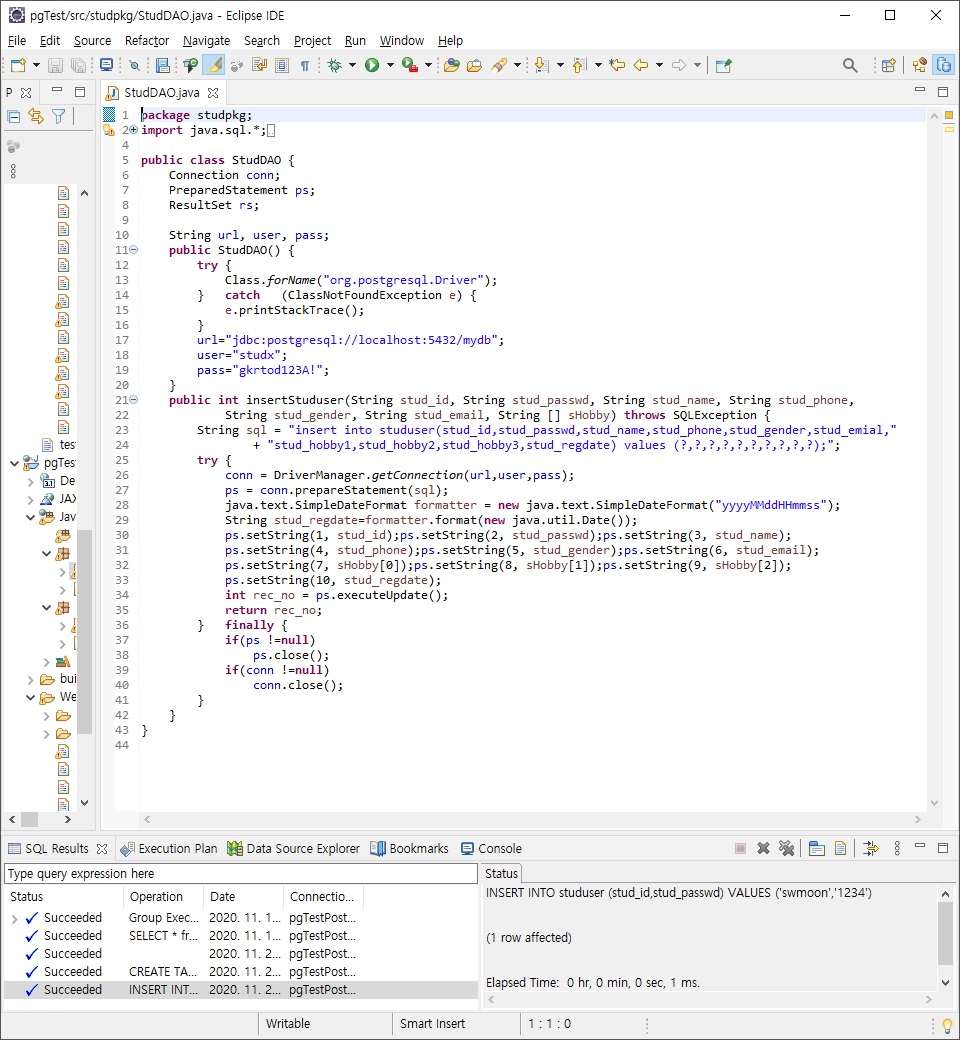 pgTest/src/studpkg/StudDAO.java - Eclipse IDE
File Edit Source Refactor Navigate Search Project Run Window Help
P
StudDAO.java
1 package studpkg;
2 import java.sql.*;
4
5 public class StudDAO {
6 Connection conn;
7 PreparedStatement ps;
8 ResultSet rs;
9
10 String url, user, pass;
11 public StudDAO() {
12 try {
13 Class.forName("org.postgresql.Driver");
14 } catch (ClassNotFoundException e) {
15 e.printStackTrace();
16 }
17 url="jdbc:postgresql://localhost:5432/mydb";
18 user="studx";
19 pass="gkrtod123A!";
20 }
21 public int insertStuduser(String stud_id, String stud_passwd, String stud_name, String stud_phone,
22 String stud_gender, String stud_email, String [] sHobby) throws SQLException {
23 String sql = "insert into studuser(stud_id,stud_passwd,stud_name,stud_phone,stud_gender,stud_emial,"
24 + "stud_hobby1,stud_hobby2,stud_hobby3,stud_regdate) values (?,?,?,?,?,?,?,?,?,?);";
25 try {
26 conn = DriverManager.getConnection(url,user,pass);
27 ps = conn.prepareStatement(sql);
28 java.text.SimpleDateFormat formatter = new java.text.SimpleDateFormat("yyyyMMddHHmmss");
29 String stud_regdate=formatter.format(new java.util.Date());
30 ps.setString(1, stud_id);ps.setString(2, stud_passwd);ps.setString(3, stud_name);
31 ps.setString(4, stud_phone);ps.setString(5, stud_gender);ps.setString(6, stud_email);
32 ps.setString(7, sHobby[0]);ps.setString(8, sHobby[1]);ps.setString(9, sHobby[2]);
33 ps.setString(10, stud_regdate);
34 int rec_no = ps.executeUpdate();
35 return rec_no;
36 } finally {
37 if(ps !=null)
38 ps.close();
39 if(conn !=null)
40 conn.close();
41 }
42 }
43 }
44
tes
pgTes
De
JAX
Jav
bui
We
SQL Results Execution Plan Data Source Explorer Bookmarks Console
Type query expression here
Status Operation Date Connectio...
Succeeded Group Exec... 2020. 11. 1... pgTestPost...
Succeeded SELECT * fr... 2020. 11. 1... pgTestPost...
Succeeded 2020. 11. 2... pgTestPost...
Succeeded CREATE TA... 2020. 11. 2... pgTestPost...
Succeeded INSERT INT... 2020. 11. 2... pgTestPost...
Status
INSERT INTO studuser (stud_id,stud_passwd) VALUES ('swmoon','1234')
(1 row affected)
Elapsed Time: 0 hr, 0 min, 0 sec, 1 ms.
Writable Smart Insert 1 : 1 : 0